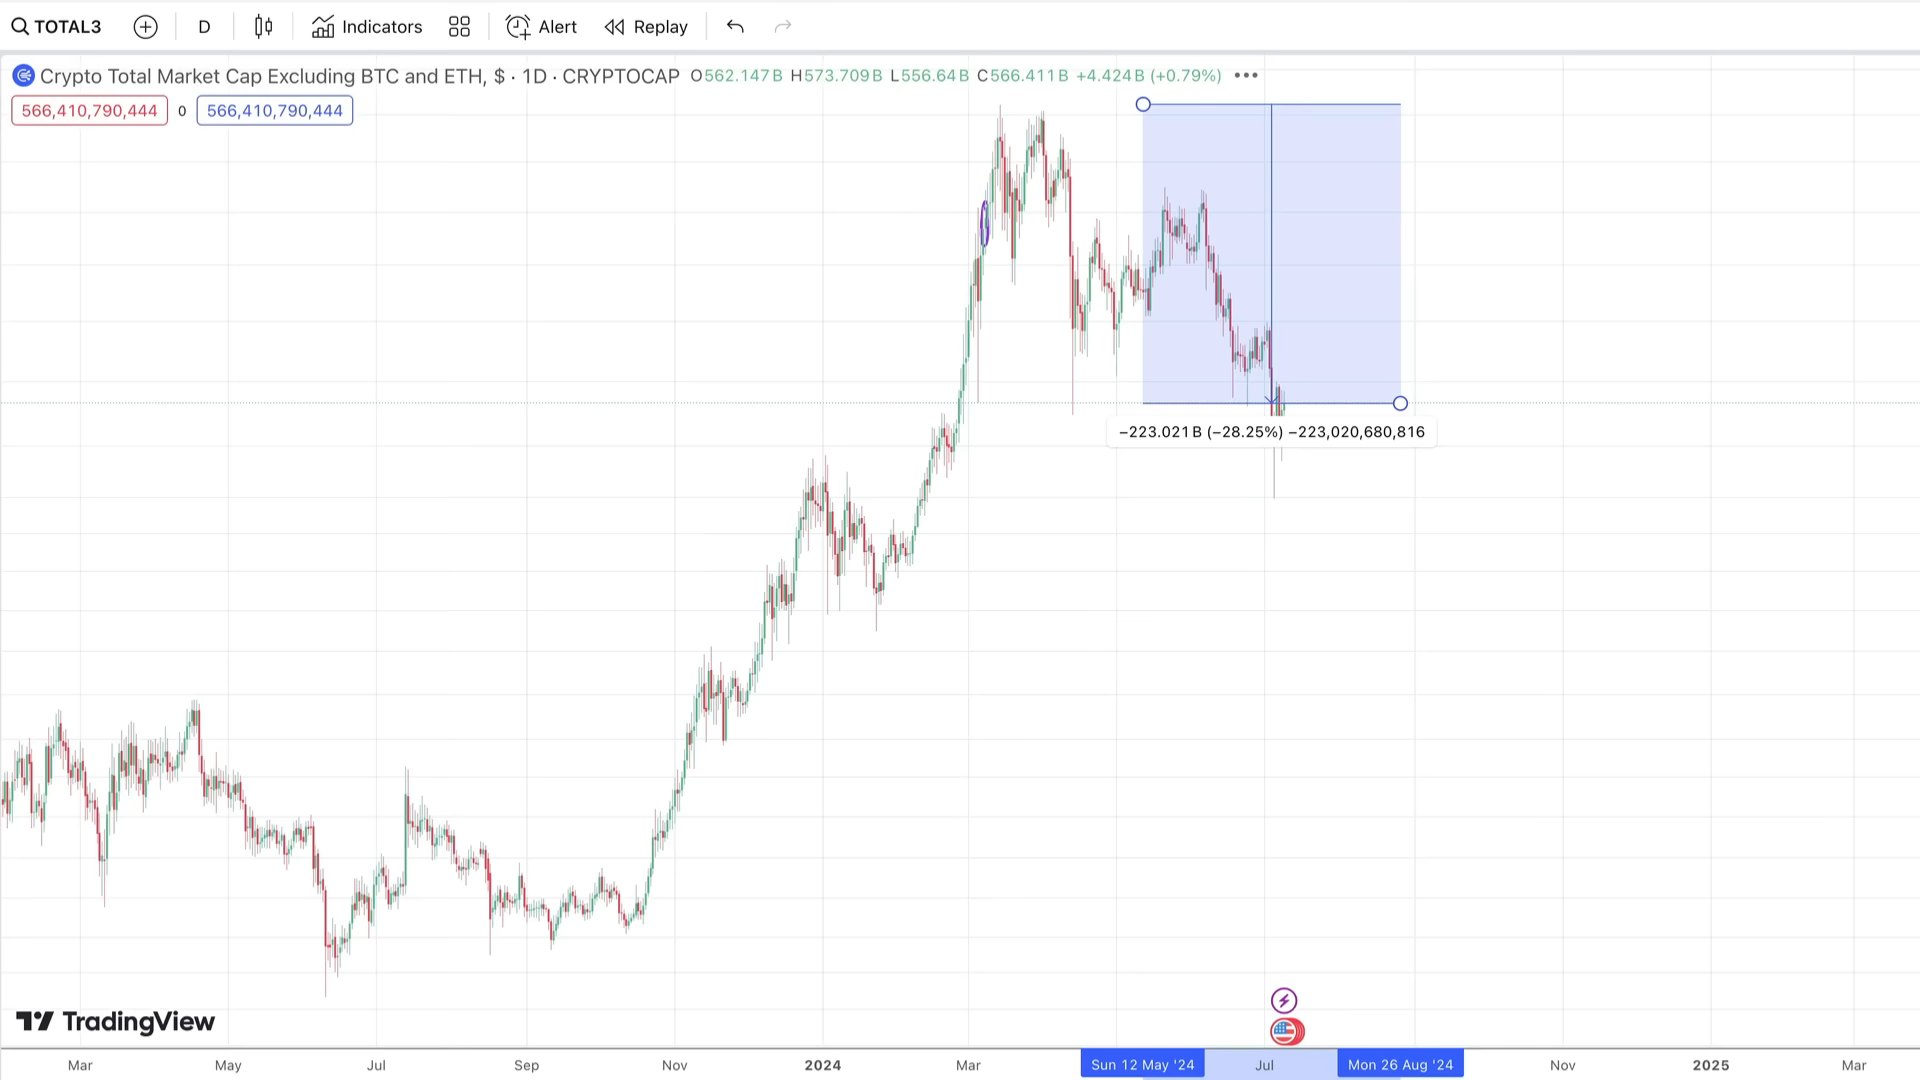 TOTAL3 D Indicators Alert Replay
Crypto Total Market Cap Excluding BTC and ETH, $ · 1D · CRYPTOCAP O562.147B H573.709B L556.64B C566.411B +4.424B (+0.79%)
566,410,790,444 0 566,410,790,444
−223.021B (−28.25%) −223,020,680,816
TradingView
Mar May Jul Sep Nov 2024 Mar Sun 12 May '24 Jul Mon 26 Aug '24 Nov 2025 Mar